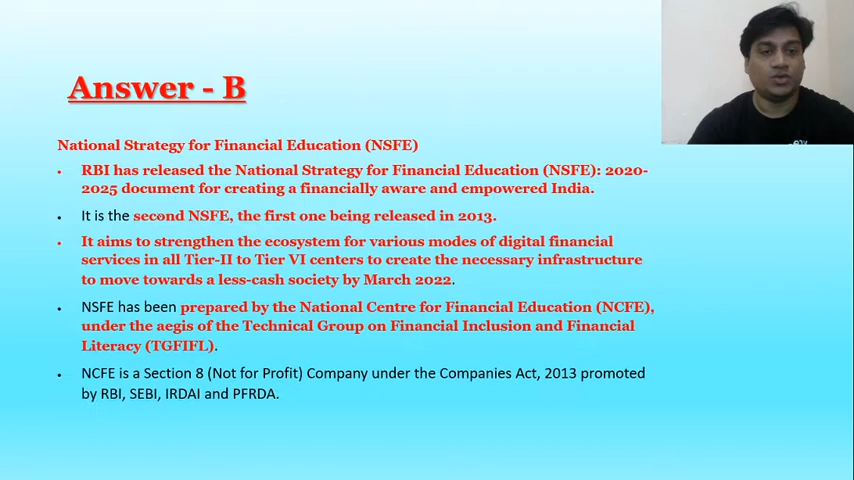 Answer - B
National Strategy for Financial Education (NSFE)
• RBI has released the National Strategy for Financial Education (NSFE): 2020-
2025 document for creating a financially aware and empowered India.
• It is the second NSFE, the first one being released in 2013.
• It aims to strengthen the ecosystem for various modes of digital financial
services in all Tier-II to Tier VI centers to create the necessary infrastructure
to move towards a less-cash society by March 2022.
• NSFE has been prepared by the National Centre for Financial Education (NCFE),
under the aegis of the Technical Group on Financial Inclusion and Financial
Literacy (TGFIFL).
• NCFE is a Section 8 (Not for Profit) Company under the Companies Act, 2013 promoted
by RBI, SEBI, IRDAI and PFRDA.